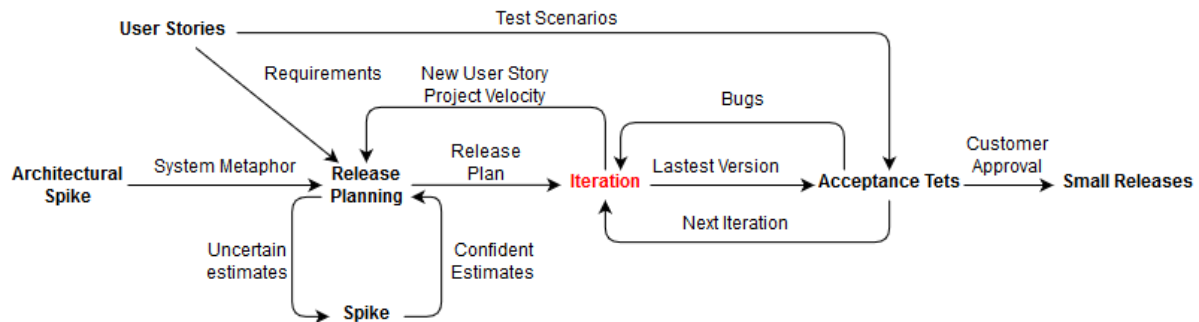 Test Scenarios
User Stories
Requirements
New User Story
Project Velocity
Bugs
Architectural
Spike
System Metaphor
Release
Planning
Release
Plan
Iteration
Lastest Version
Acceptance Tets
Customer
Approval
Small Releases
Next Iteration
Uncertain
estimates
Confident
Estimates
Spike